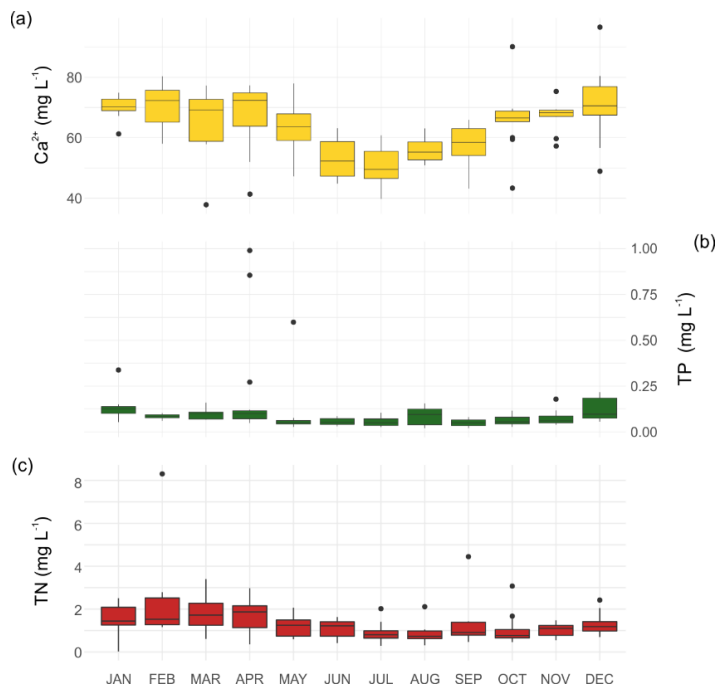 (a)
80
60
40
Ca²⁺ (mg L⁻¹)
(b)
1.00
0.75
0.50
0.25
0.00
TP (mg L⁻¹)
(c)
8
6
4
2
0
TN (mg L⁻¹)
JAN FEB MAR APR MAY JUN JUL AUG SEP OCT NOV DEC